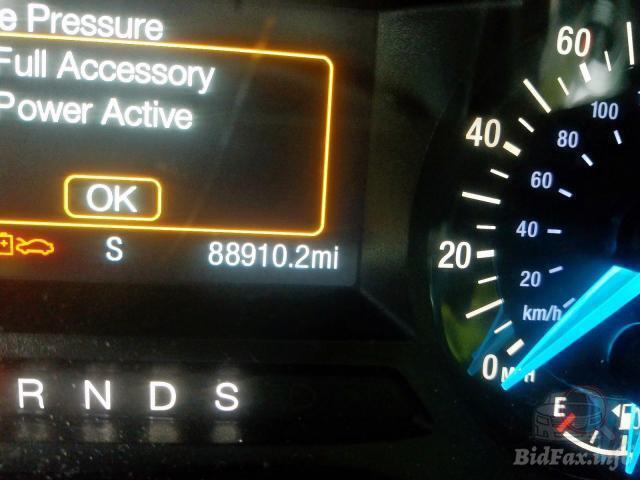 e Pressure
Full Accessory
Power Active
OK
S
88910.2mi
R N D S
60
40
20
0
100
80
60
40
20
km/h
MPH
E
BidFax.info